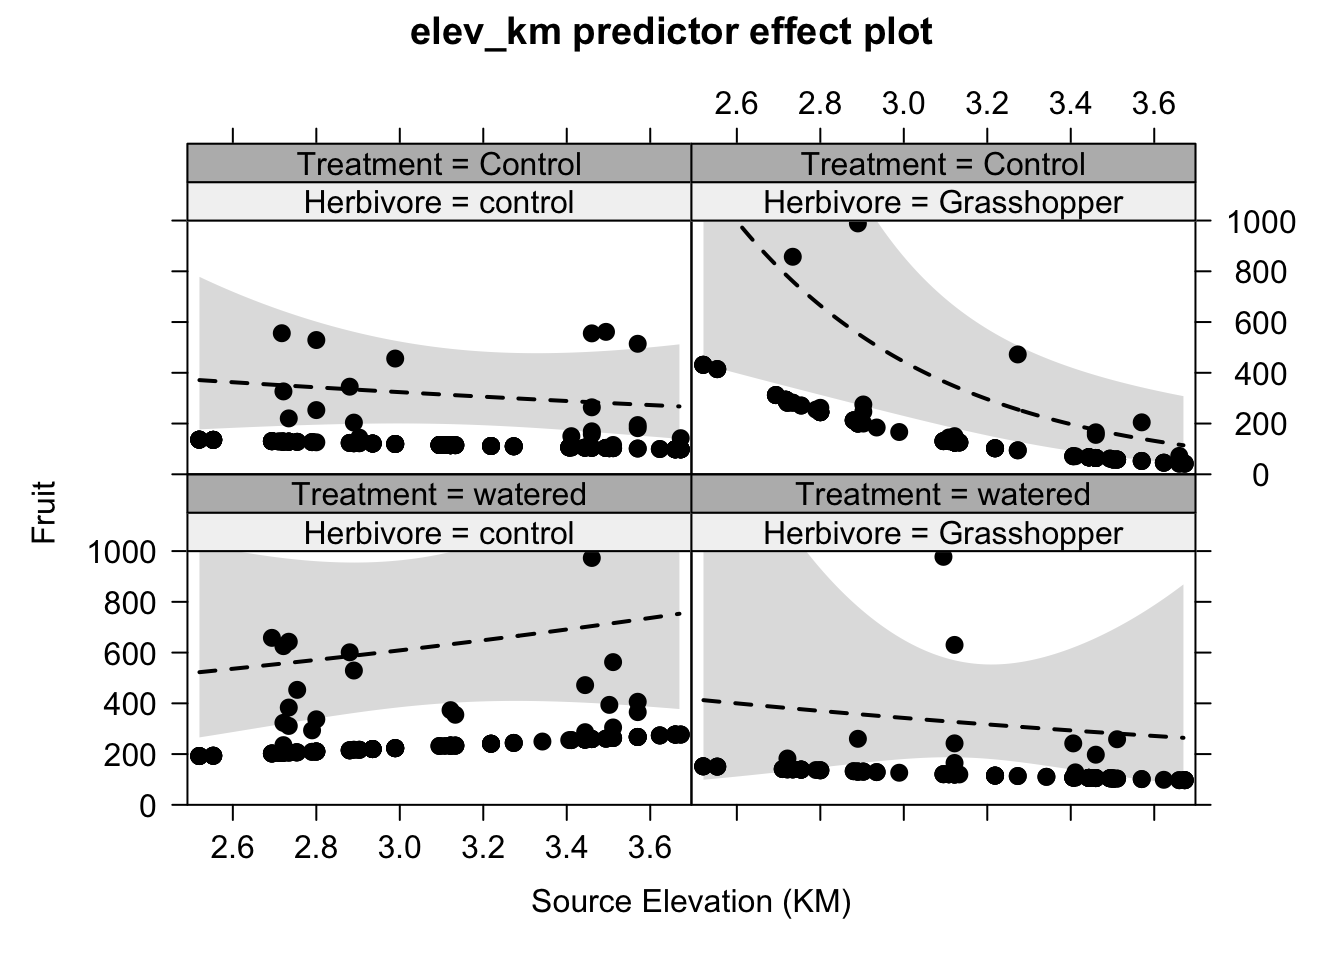 elev_km predictor effect plot
2.6 2.8 3.0 3.2 3.4 3.6
Treatment = Control
Treatment = Control
Herbivore = control
Herbivore = Grasshopper
1000
800
600
400
200
0
Treatment = watered
Treatment = watered
Herbivore = control
Herbivore = Grasshopper
Fruit
1000
800
600
400
200
0
2.6 2.8 3.0 3.2 3.4 3.6
Source Elevation (KM)